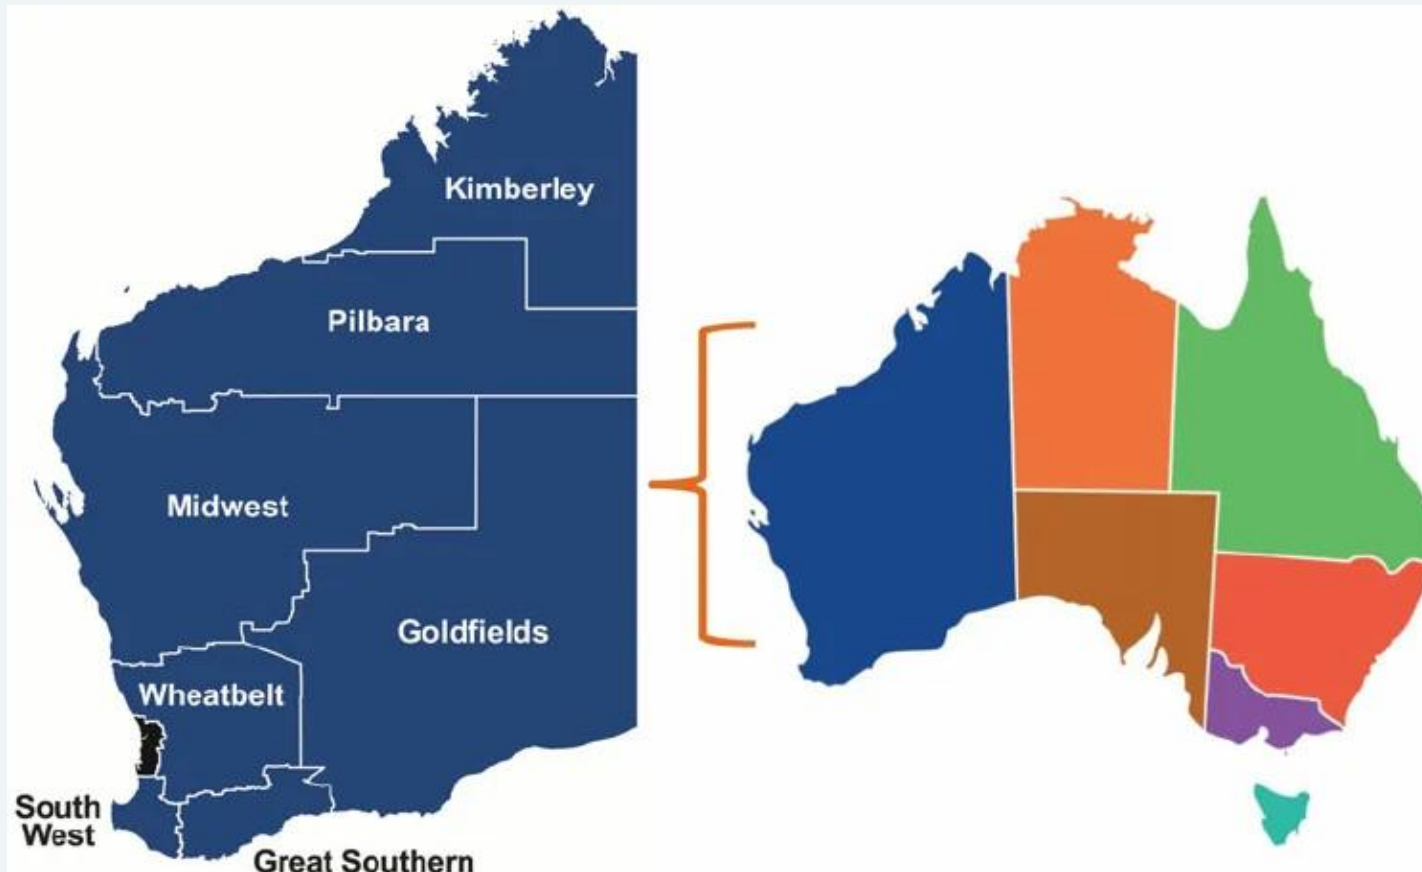 Kimberley
Pilbara
Midwest
Goldfields
Wheatbelt
South
West
Great Southern